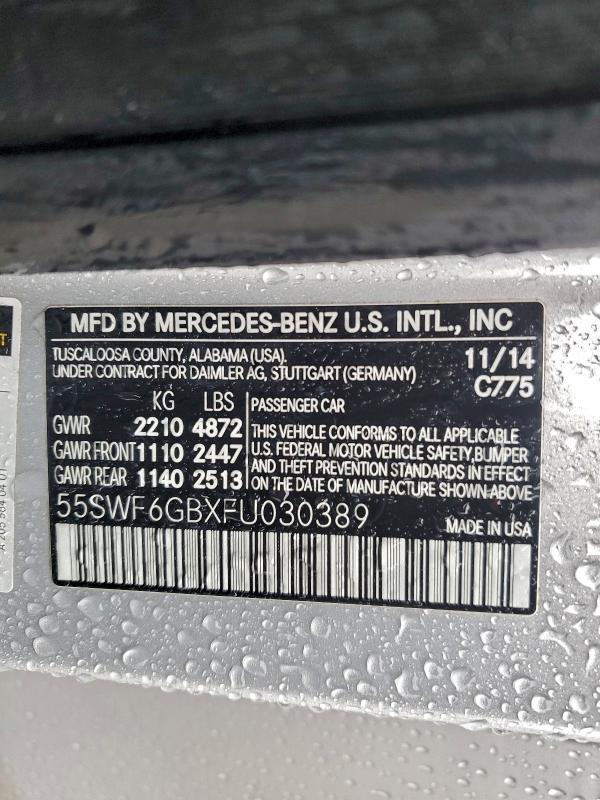 MFD BY MERCEDES-BENZ U.S. INTL., INC
TUSCALOOSA COUNTY, ALABAMA (USA). 11/14
UNDER CONTRACT FOR DAIMLER AG, STUTTGART (GERMANY) C775
KG LBS PASSENGER CAR
GVWR 2210 4872 THIS VEHICLE CONFORMS TO ALL APPLICABLE
GAWR FRONT 1110 2447 U.S. FEDERAL MOTOR VEHICLE SAFETY, BUMPER
GAWR REAR 1140 2513 AND THEFT PREVENTION STANDARDS IN EFFECT
ON THE DATE OF MANUFACTURE SHOWN ABOVE
55SWF6GBXFU030389 MADE IN USA